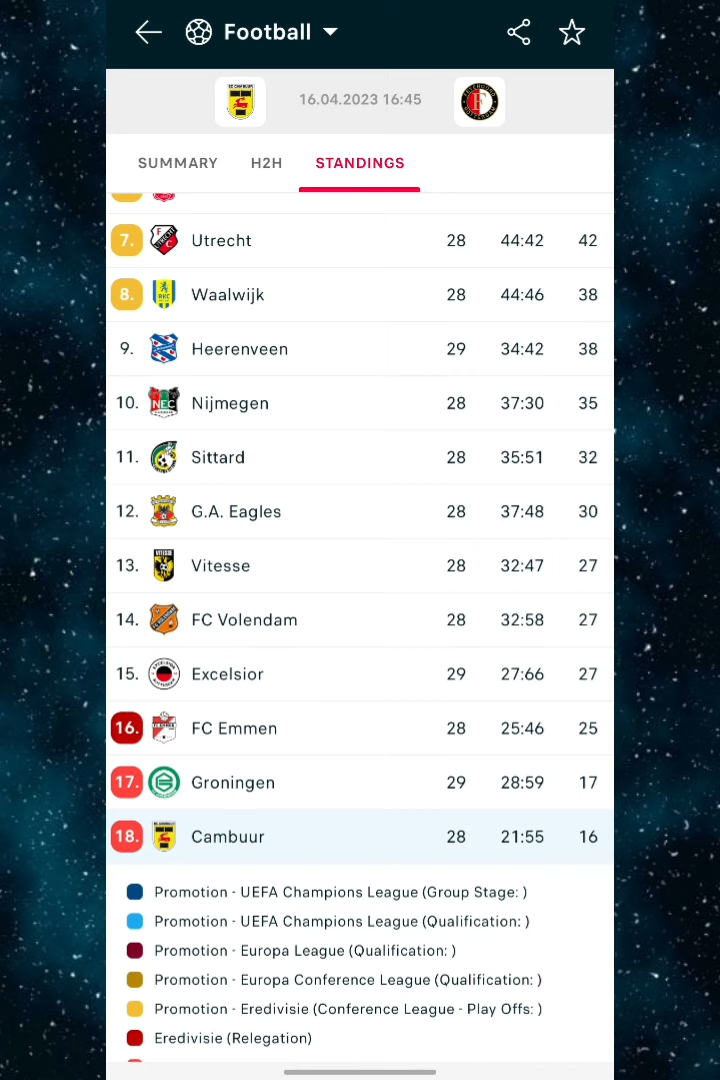 Football
16.04.2023 16:45
SUMMARY H2H STANDINGS
7. Utrecht 28 44:42 42
8. Waalwijk 28 44:46 38
9. Heerenveen 29 34:42 38
10. Nijmegen 28 37:30 35
11. Sittard 28 35:51 32
12. G.A. Eagles 28 37:48 30
13. Vitesse 28 32:47 27
14. FC Volendam 28 32:58 27
15. Excelsior 29 27:66 27
16. FC Emmen 28 25:46 25
17. Groningen 29 28:59 17
18. Cambuur 28 21:55 16
Promotion - UEFA Champions League (Group Stage: )
Promotion - UEFA Champions League (Qualification: )
Promotion - Europa League (Qualification: )
Promotion - Europa Conference League (Qualification: )
Promotion - Eredivisie (Conference League - Play Offs: )
Eredivisie (Relegation)